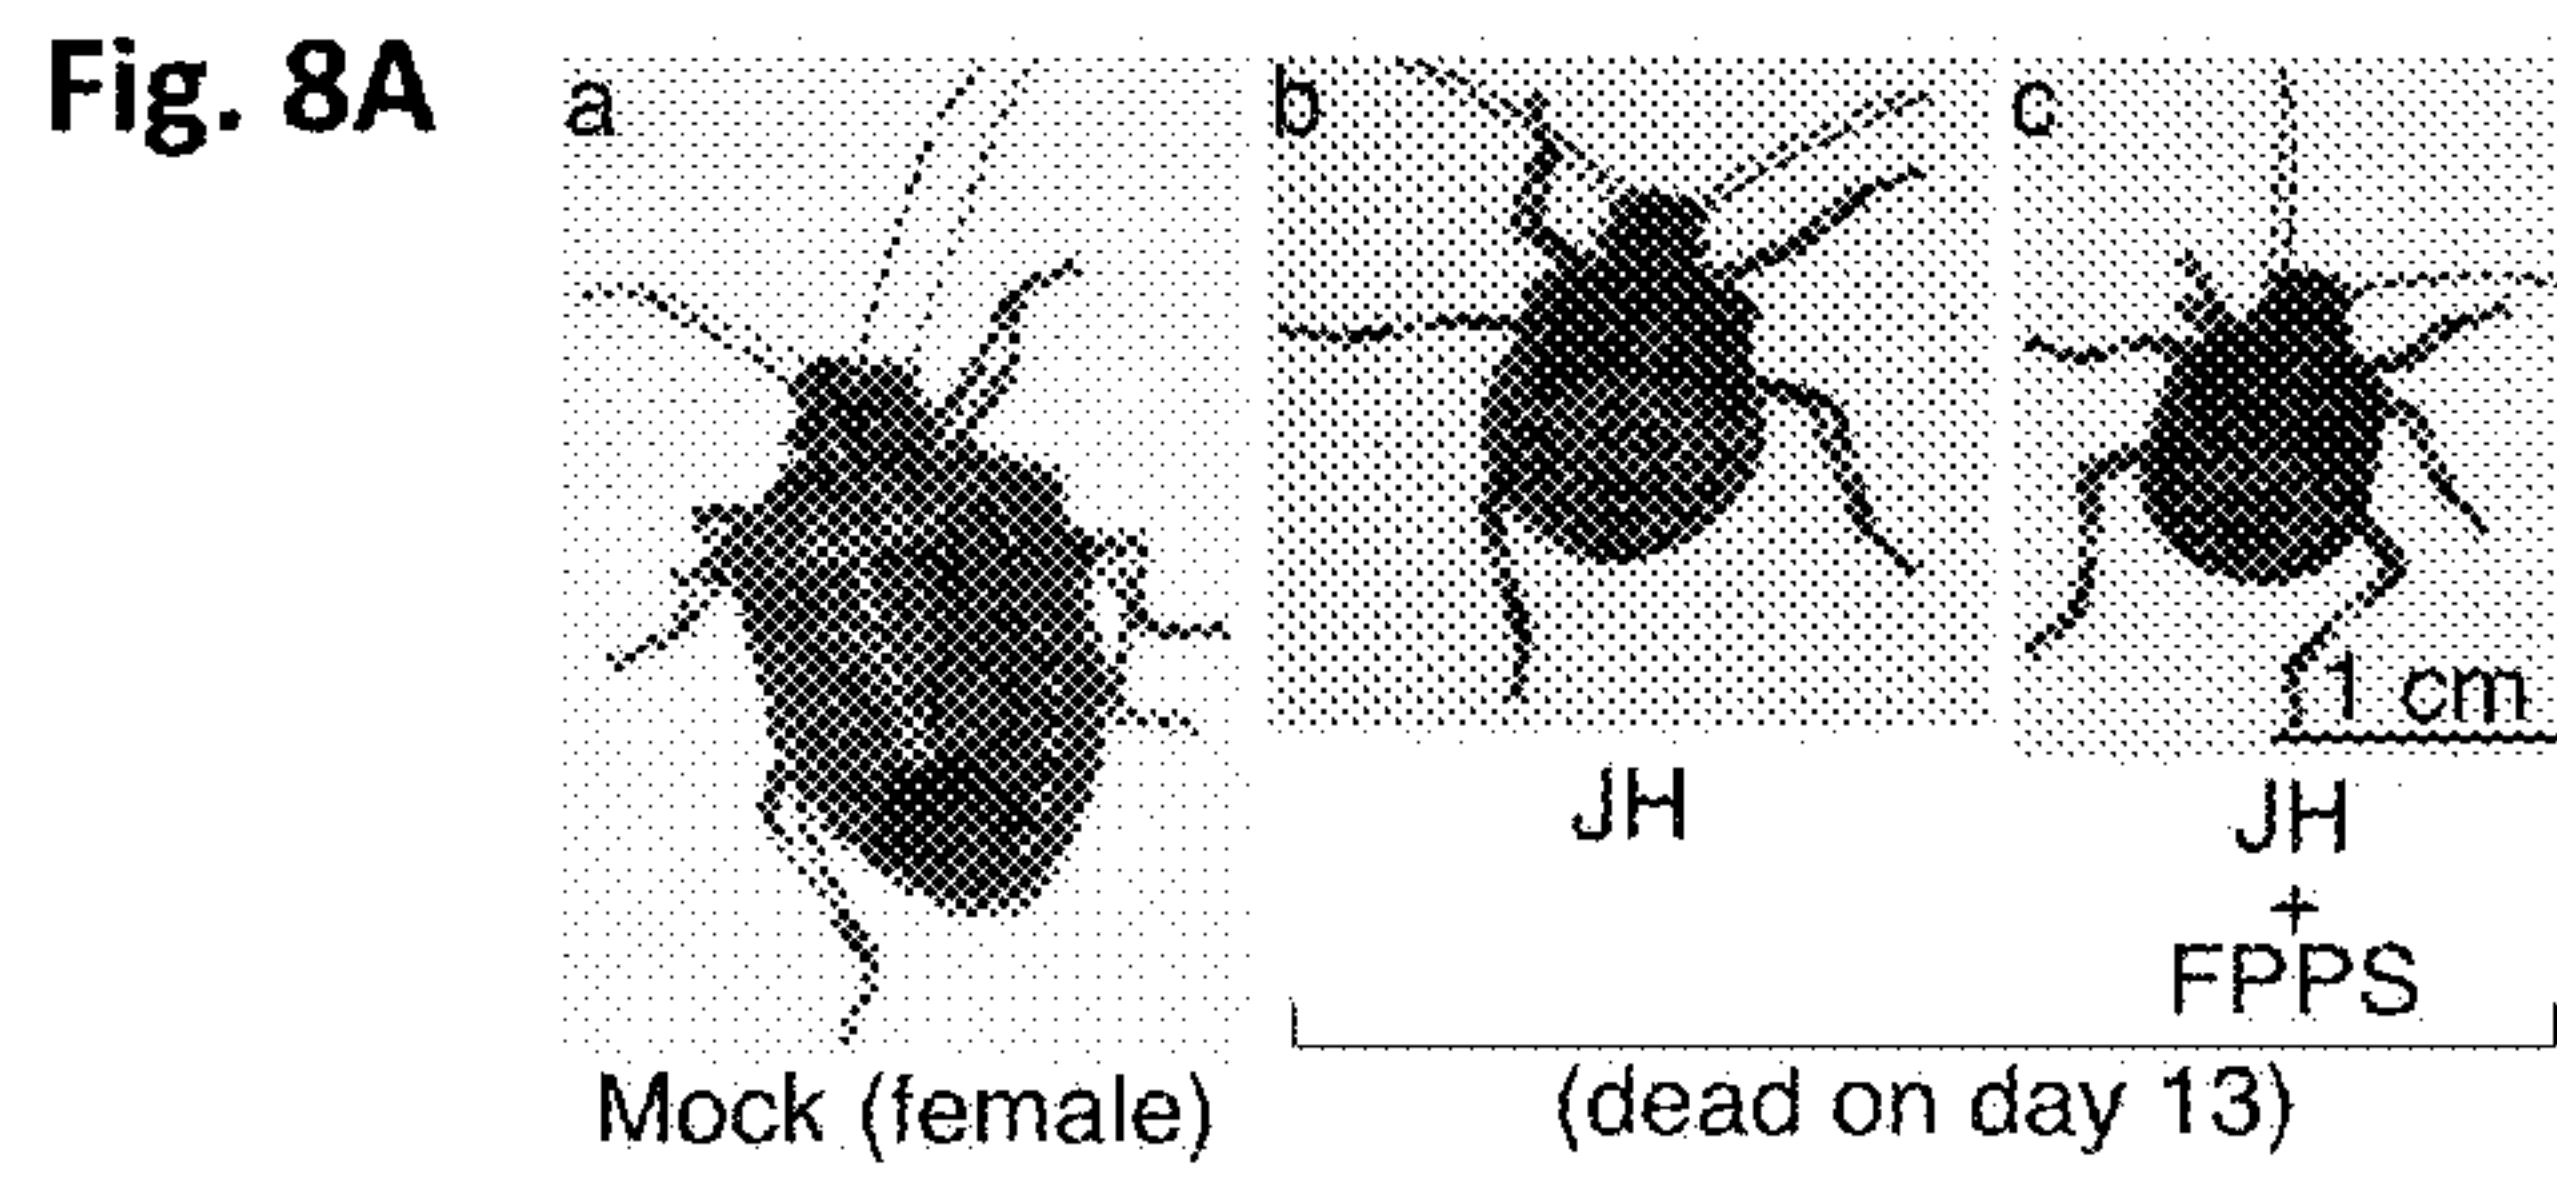 Fig. 8A
a
b
c
1 cm
JH
JH
+
FPPS
Mock (female)
(dead on day 13)